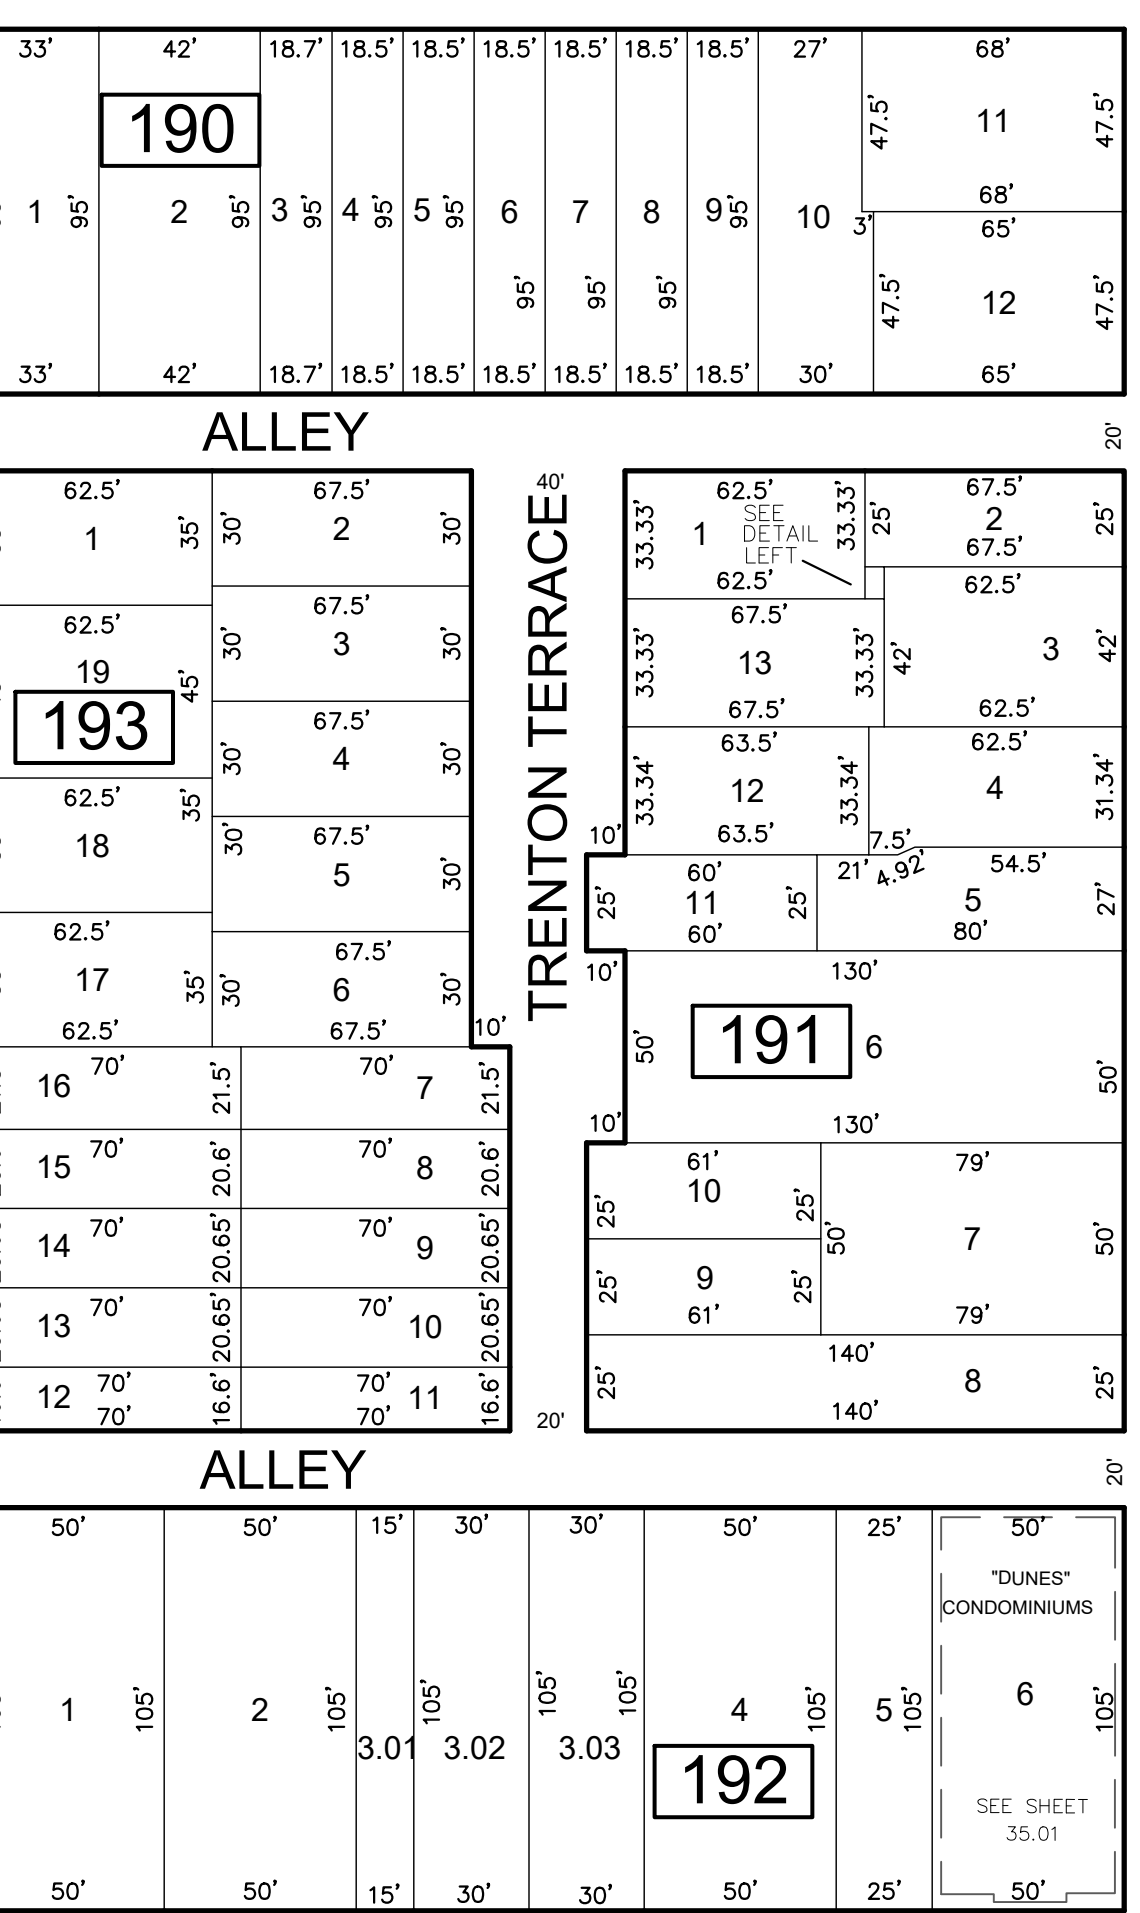 33' 42' 18.7' 18.5' 18.5' 18.5' 18.5' 18.5' 18.5' 27' 68'
190
47.5' 11 47.5'
1 95' 2 95' 3 95' 4 95' 5 95' 6 7 8 9 95' 10
68'
3' 65'
95' 95' 95' 47.5' 12 47.5'
33' 42' 18.7' 18.5' 18.5' 18.5' 18.5' 18.5' 18.5' 30' 65'
ALLEY
20'
62.5'
1
35'
62.5'
19
45'
193
62.5'
35'
18
62.5'
17
35'
62.5'
67.5'
30' 2 30'
67.5'
30' 3 30'
67.5'
30' 4 30'
67.5'
30' 5 30'
67.5'
30' 6 30'
67.5'
10'
16 70' 21.5' 70' 7 21.5'
15 70' 20.6' 70' 8 20.6'
14 70' 20.65' 70' 9 20.65'
13 70' 20.65' 70' 10 20.65'
12 70' 16.6' 70' 11 16.6'
70' 70'
40'
TRENTON TERRACE
20'
62.5'
33.33' 1 33.33'
SEE
DETAIL
LEFT
62.5'
67.5'
25' 2 25'
67.5'
67.5'
33.33' 13 33.33'
67.5'
62.5'
42' 3 42'
62.5'
63.5'
33.34' 12 33.34'
63.5'
62.5'
4 31.34'
7.5'
10'
60'
25' 11 25'
60'
21' 4.92' 54.5'
5 27'
80'
10'
130'
50' 191 6 50'
130'
10'
61'
25' 10 25'
25' 9 25'
61'
79'
50' 7 50'
79'
140'
25' 8 25'
140'
ALLEY
20'
50' 50' 15' 30' 30' 50' 25' 50'
"DUNES"
CONDOMINIUMS
1 105' 2 105' 105' 105' 105' 4 105' 5 105' 6 105'
3.01 3.02 3.03
192
SEE SHEET
35.01
50' 50' 15' 30' 30' 50' 25' 50'